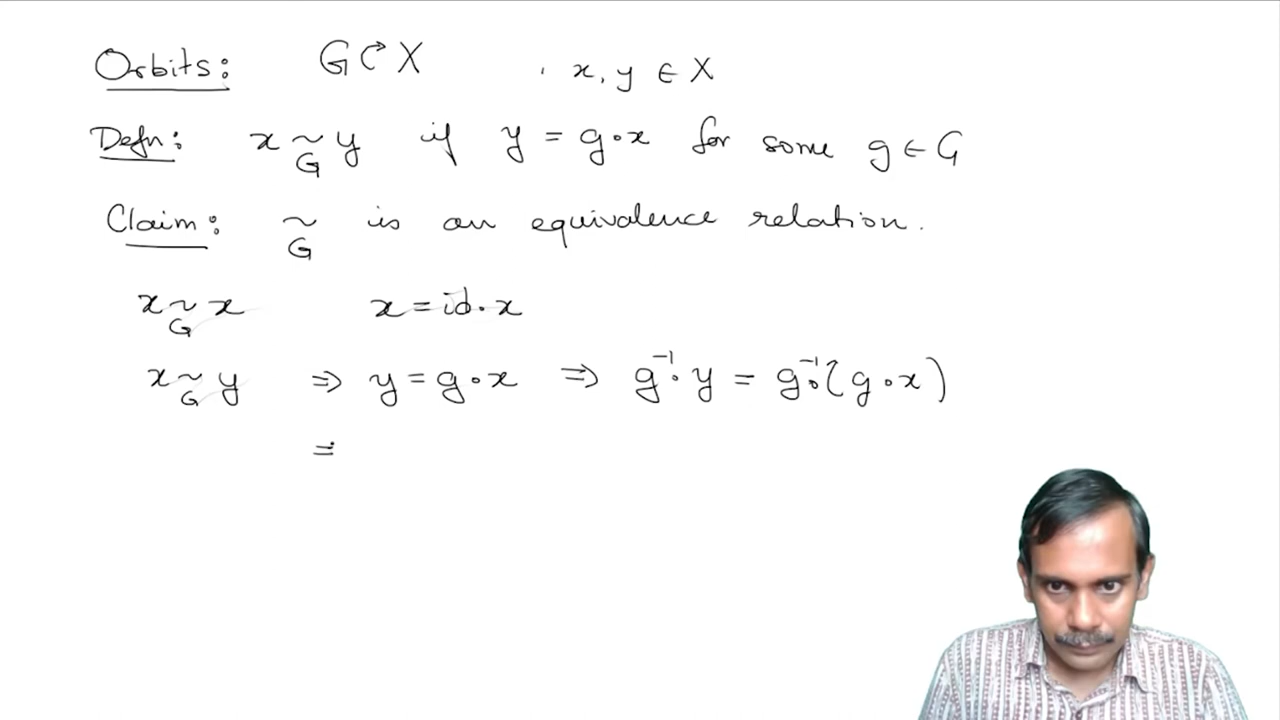 Orbits: G ↷ X · x, y ∈ X
Defn: x ~_G y if y = g·x for some g ∈ G
Claim: ~_G is an equivalence relation.
x ~_G x x = id·x
x ~_G y ⇒ y = g·x ⇒ g⁻¹·y = g⁻¹·(g·x)
=